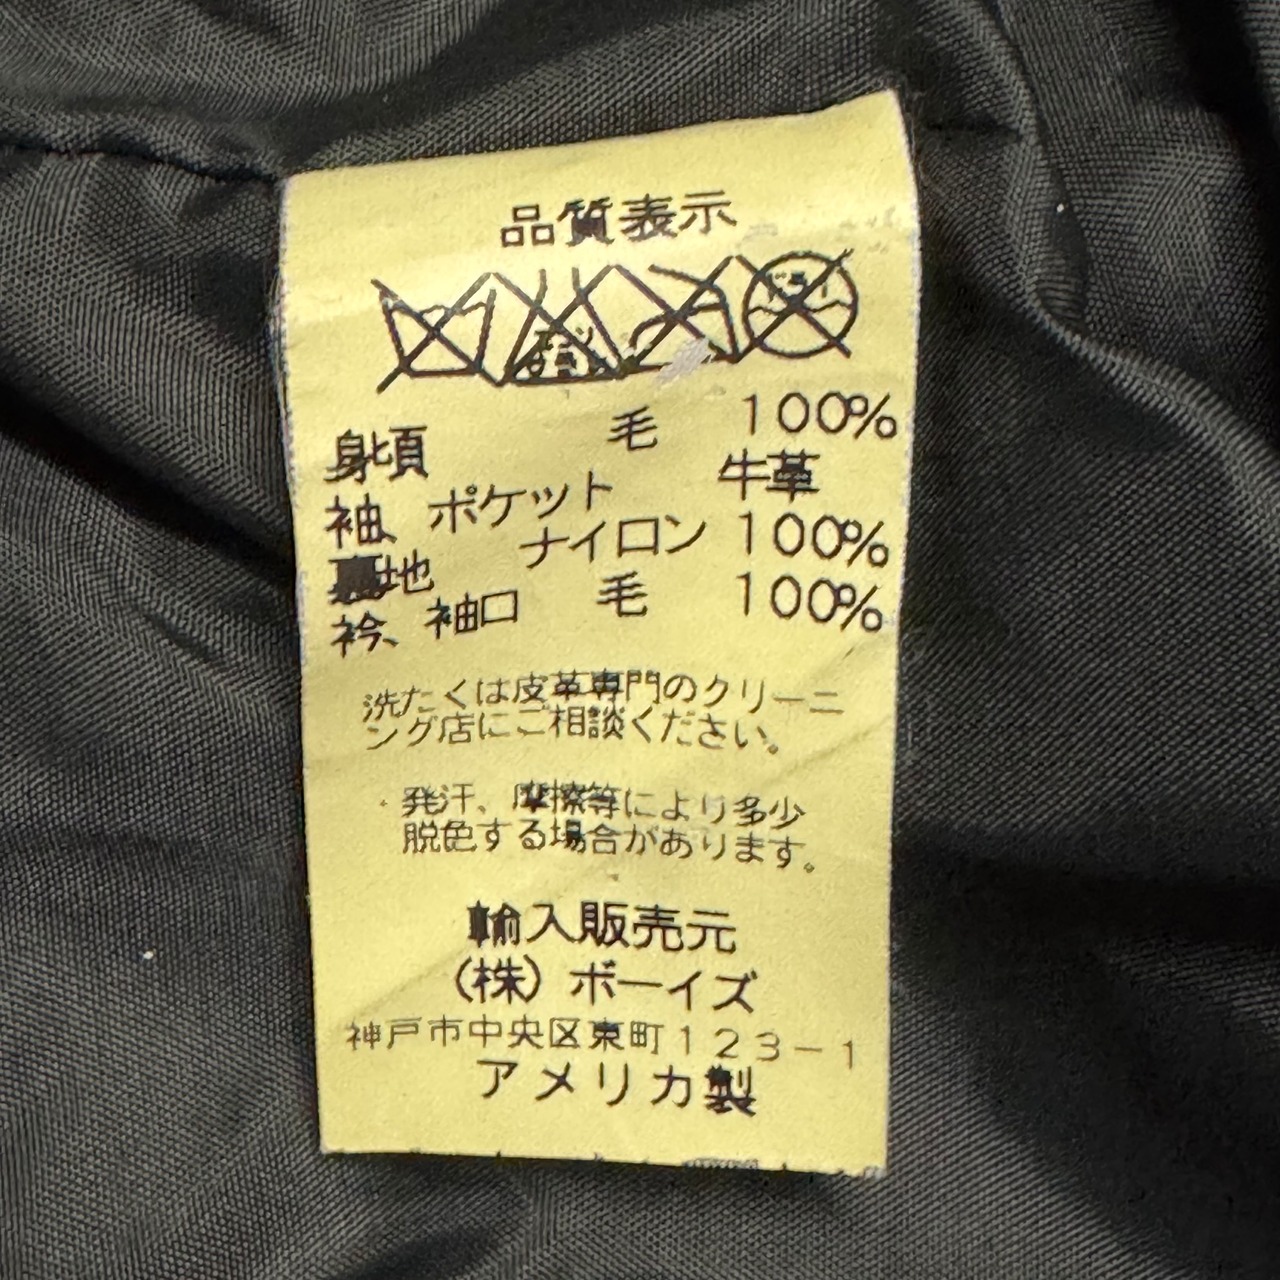 品質表示
身頃 毛 100%
袖、ポケット 牛革
裏地 ナイロン 100%
衿、袖口 毛 100%
洗たくは皮革専門のクリーニ
ング店にご相談ください。
発汗、摩擦等により多少
脱色する場合があります。
輸入販売元
(株) ボーイズ
神戸市中央区東町123-1
アメリカ製